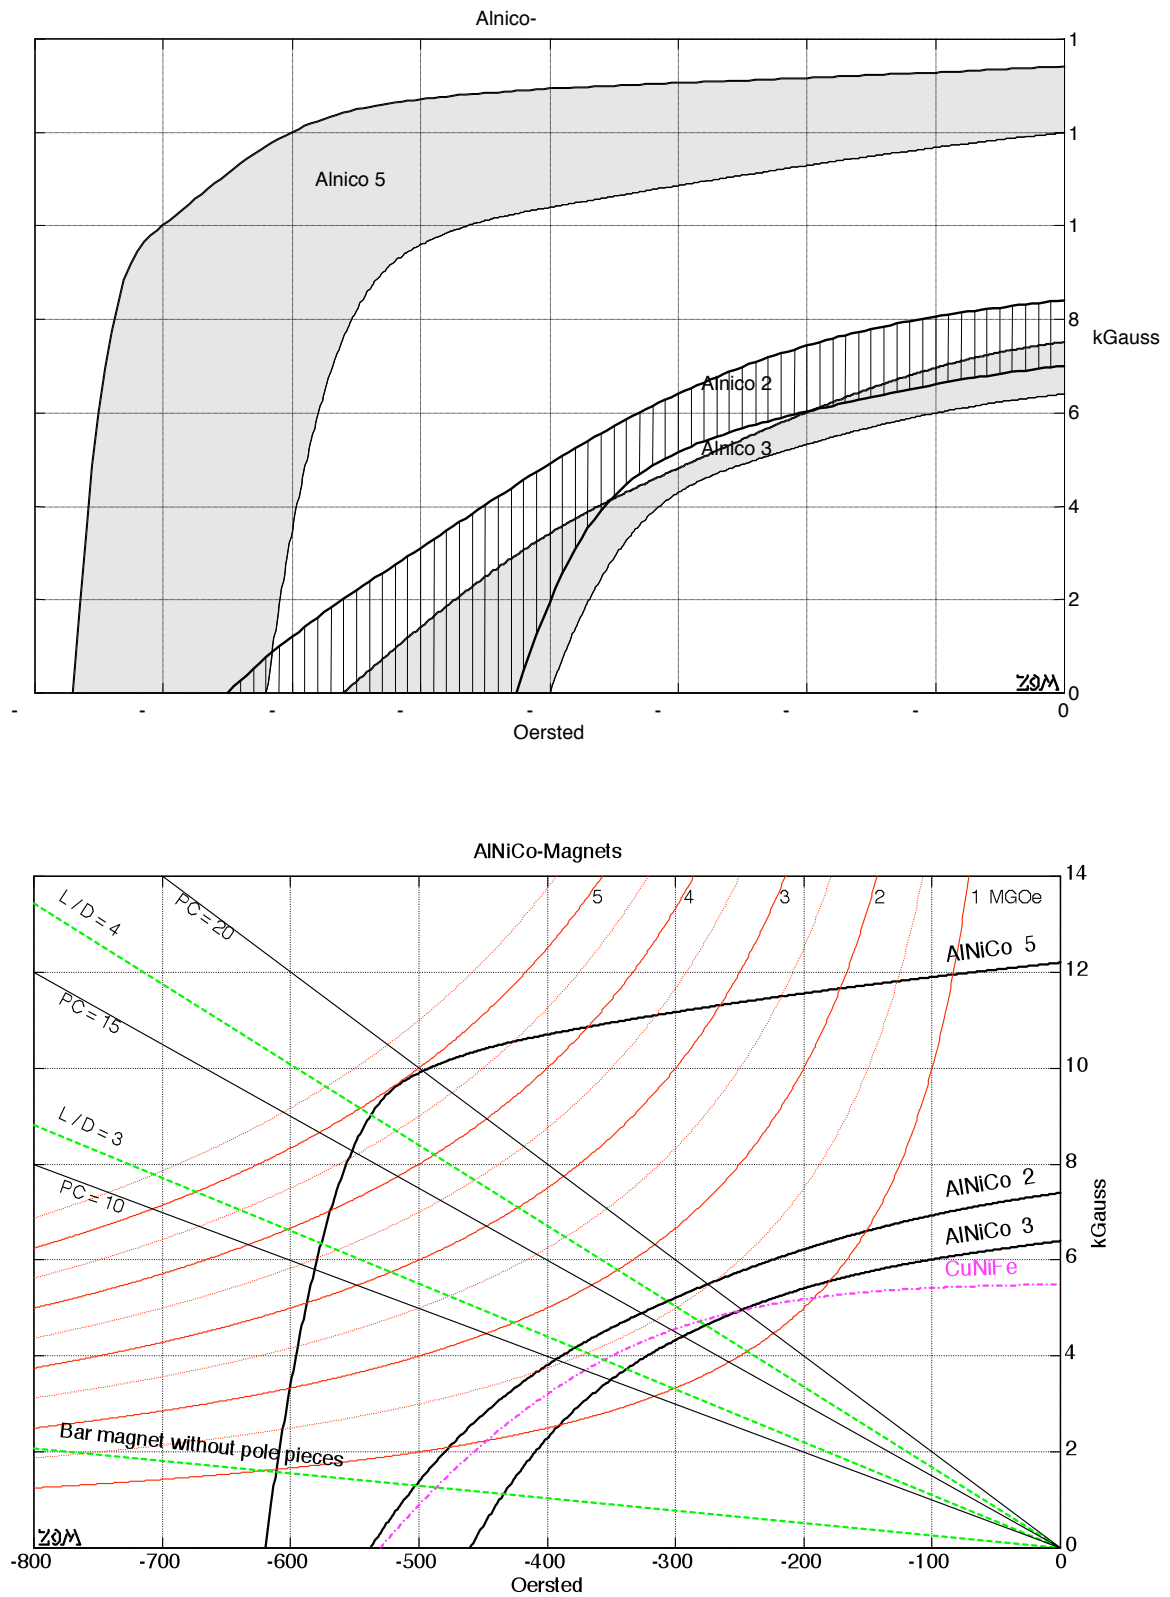 Alnico-
1
1
Alnico 5
1
8
kGauss
Alnico 2
6
Alnico 3
4
2
ZOM
0
- - - - - - - - 0
Oersted
AlNiCo-Magnets
14
L / D = 4
PC = 20
5 4 3 2 1 MGOe
AlNiCo 5
12
PC = 15
10
L / D = 3
8
PC = 10
AlNiCo 2
kGauss
AlNiCo 3
6
CuNiFe
4
Bar magnet without pole pieces
2
ZOM
0
-800 -700 -600 -500 -400 -300 -200 -100 0
Oersted